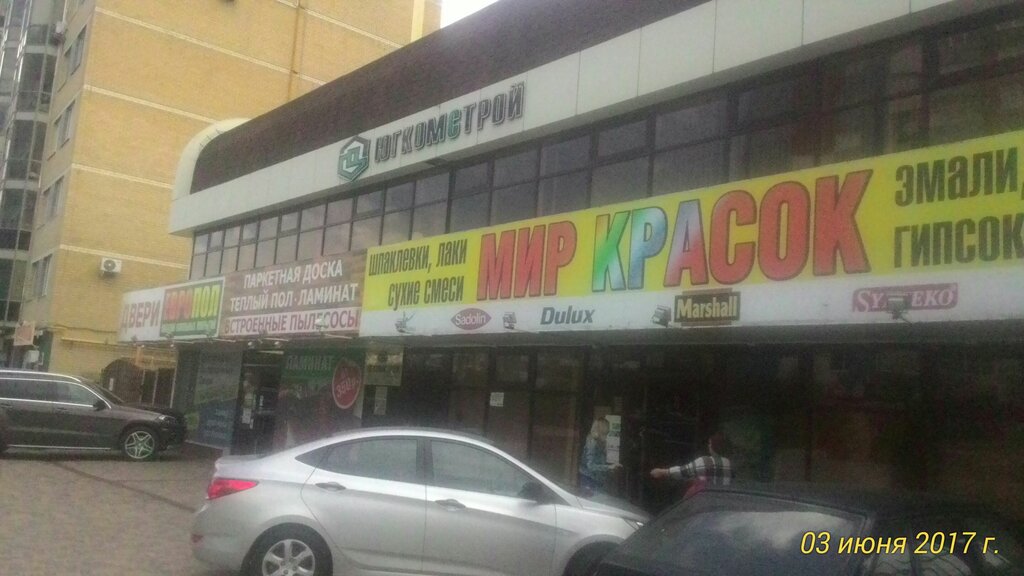 ЮГКОМСТРОЙ
ДВЕРИ
ПАРКЕТНАЯ ДОСКА
ТЕПЛЫЙ ПОЛ · ЛАМИНАТ
ВСТРОЕННЫЕ ПЫЛЕСОСЫ
ШПАКЛЕВКИ, ЛАКИ
СУХИЕ СМЕСИ
МИР КРАСОК
ЭМАЛИ,
ГИПСОК
Sadolin
Dulux
Marshall
SYNTEKO
ЛАМИНАТ
03 июня 2017 г.